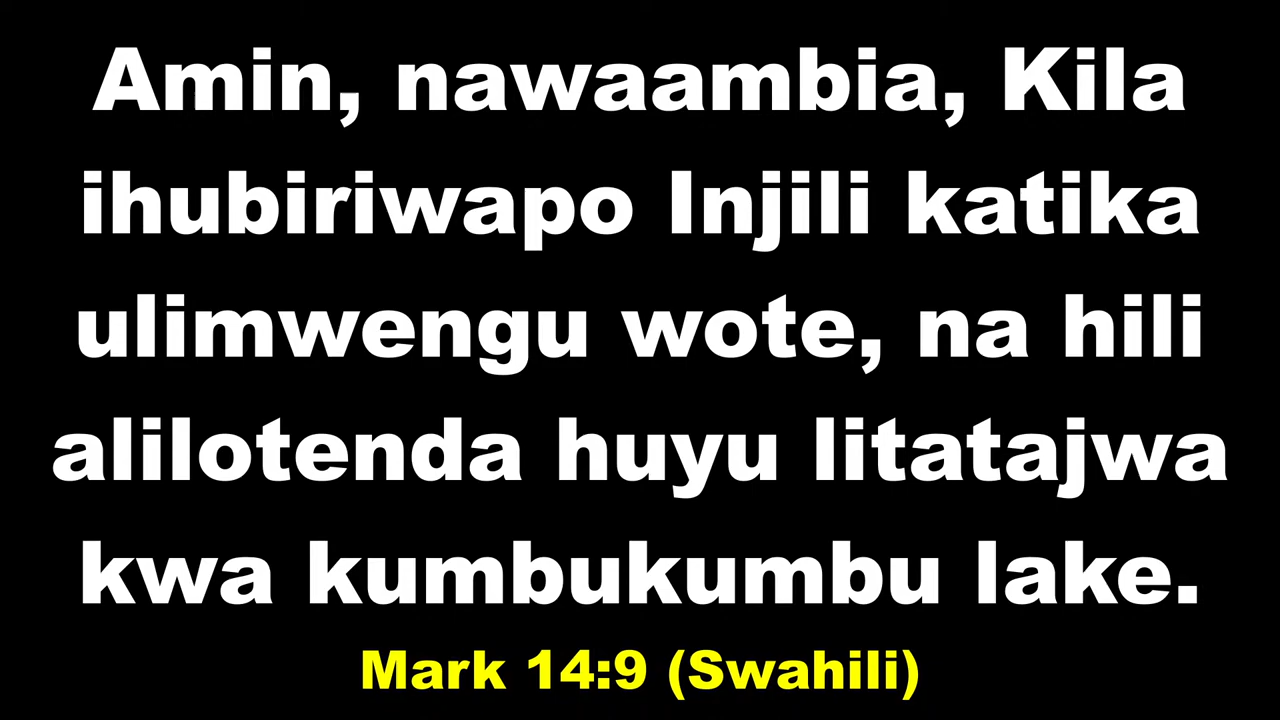 Amin, nawaambia, Kila
ihubiriwapo Injili katika
ulimwengu wote, na hili
alilotenda huyu litatajwa
kwa kumbukumbu lake.
Mark 14:9 (Swahili)